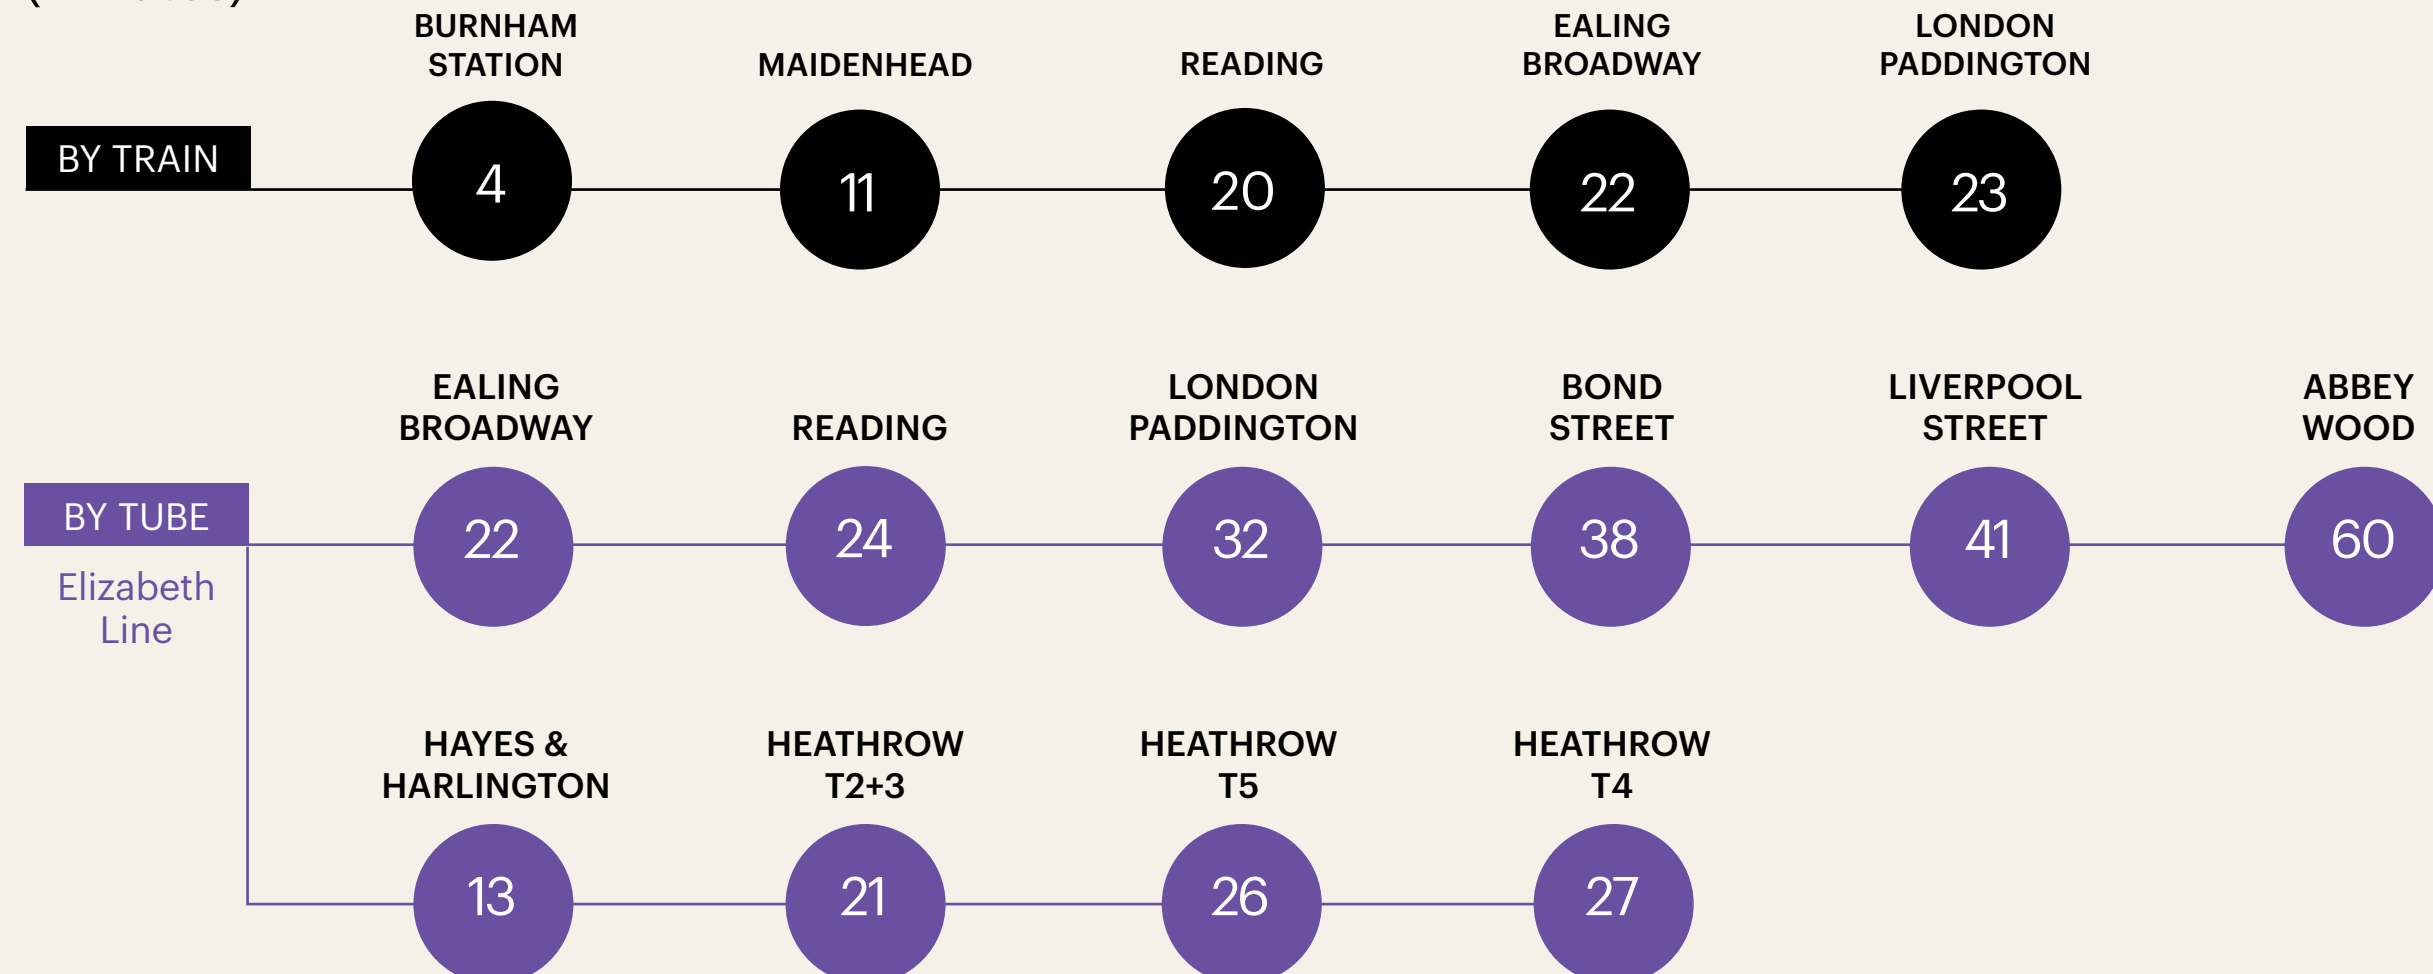 BURNHAM
STATION
MAIDENHEAD
READING
EALING
BROADWAY
LONDON
PADDINGTON
BY TRAIN
4
11
20
22
23
EALING
BROADWAY
READING
LONDON
PADDINGTON
BOND
STREET
LIVERPOOL
STREET
ABBEY
WOOD
BY TUBE
22
24
32
38
41
60
Elizabeth
Line
HAYES &
HARLINGTON
HEATHROW
T2+3
HEATHROW
T5
HEATHROW
T4
13
21
26
27